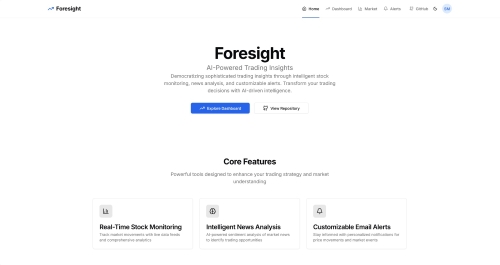 Foresight
Home Dashboard Market Alerts GitHub
Foresight
AI-Powered Trading Insights.
Democratizing sophisticated trading insights through intelligent stock
monitoring, news analysis, and customizable alerts. Transform your trading
decisions with AI-driven intelligence.
Explore Dashboard View Repository
Core Features
Powerful tools designed to enhance your trading strategy and market
understanding
Real-Time Stock Monitoring
Track market movements with live data feeds
and comprehensive analytics
Intelligent News Analysis
AI-powered sentiment analysis of market news
to identify trading opportunities
Customizable Email Alerts
Stay informed with personalized notifications for
price movements and market events